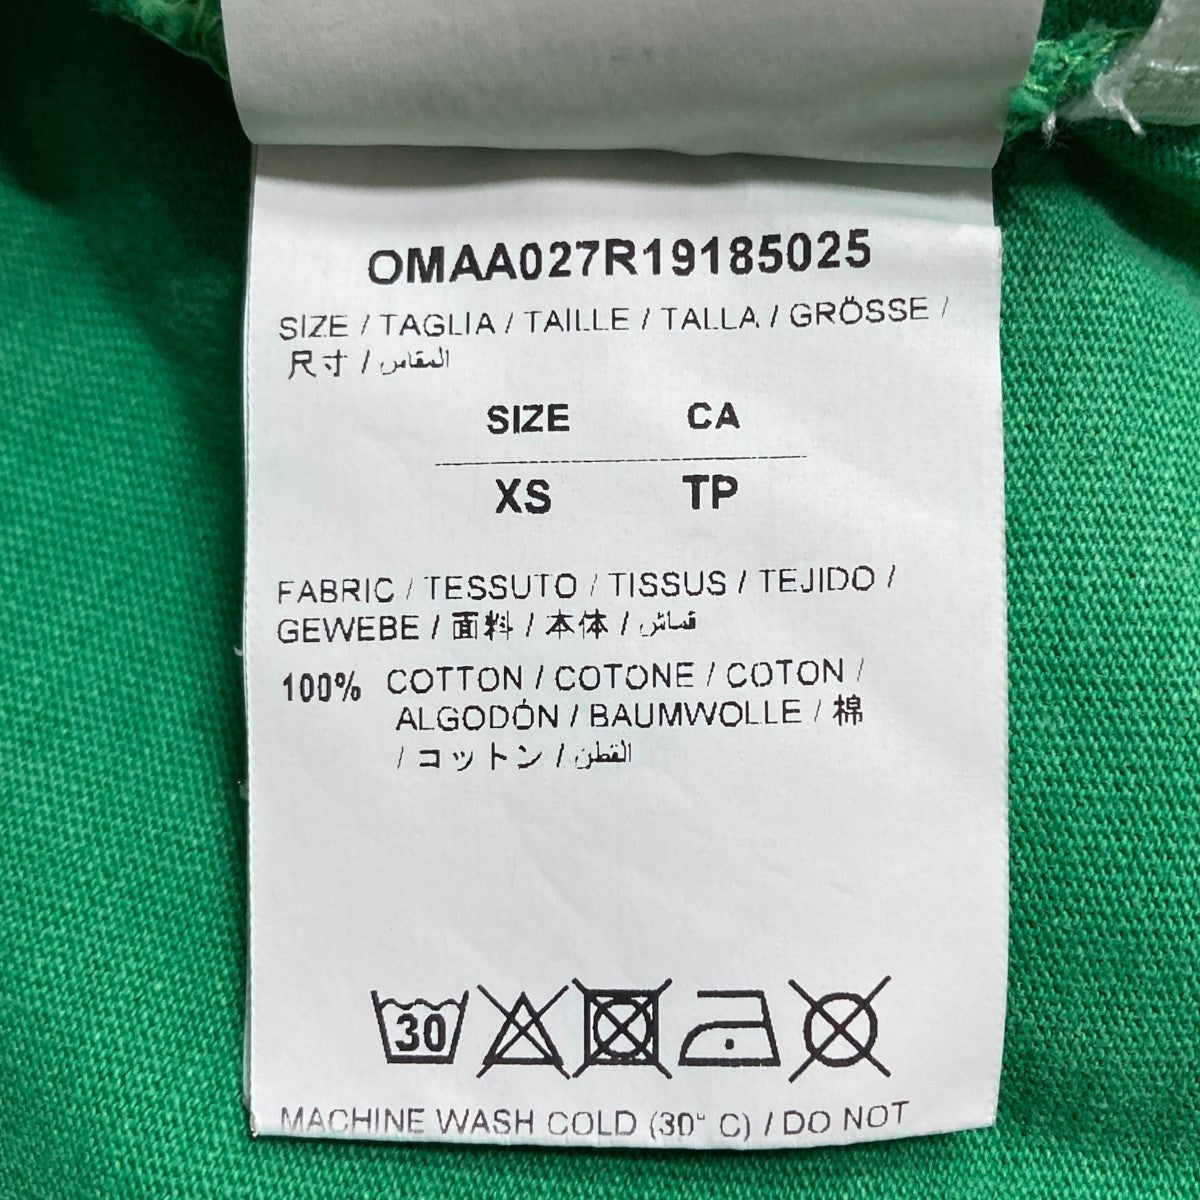 OMAA027R19185025
SIZE / TAGLIA / TAILLE / TALLA / GRÖSSE /
尺寸 / المقاس
SIZE CA
XS TP
FABRIC / TESSUTO / TISSUS / TEJIDO /
GEWEBE / 面料 / 本体 / قماش
100% COTTON / COTONE / COTON /
ALGODÓN / BAUMWOLLE / 棉
/ コットン / القطن
30
MACHINE WASH COLD (30° C) / DO NOT